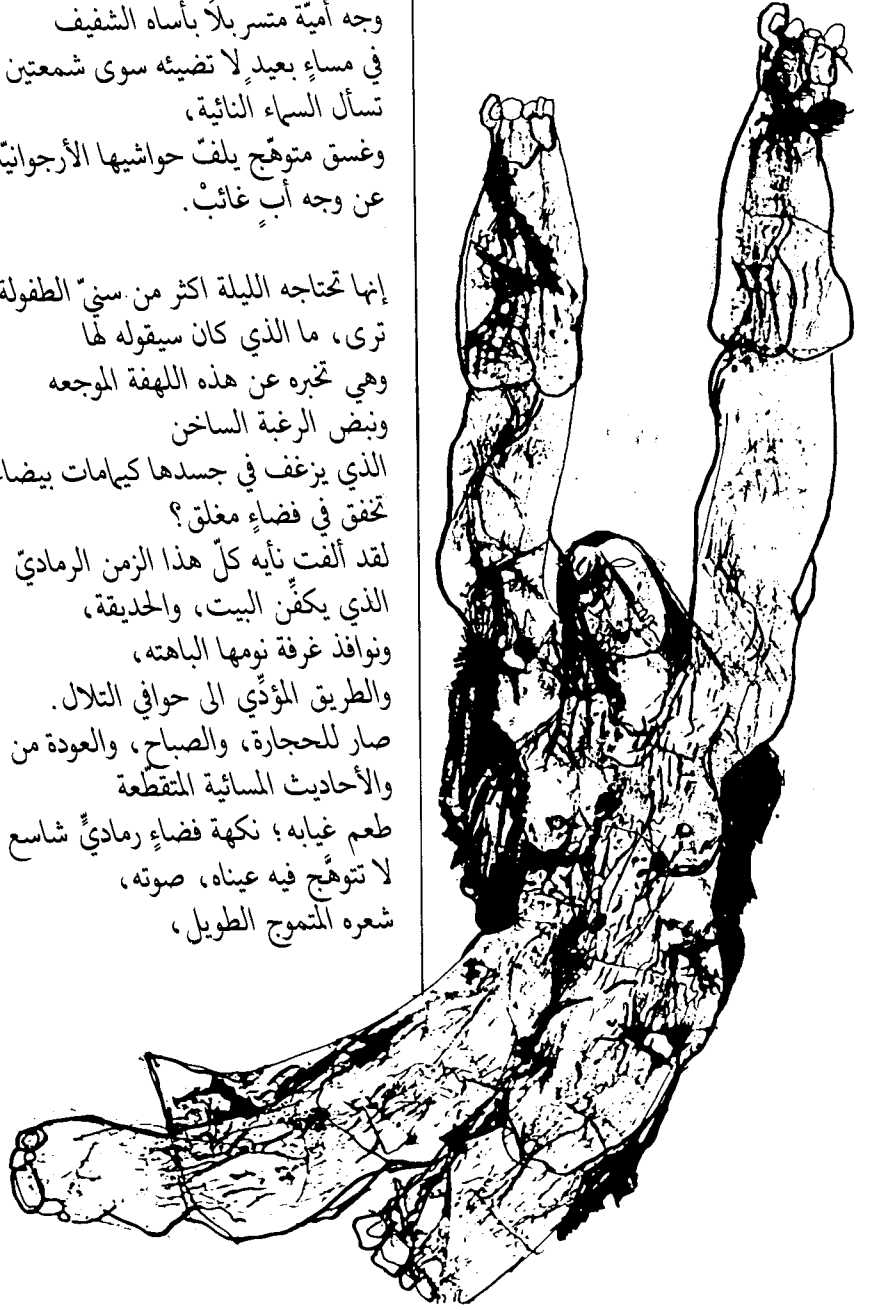 وجه أميّة متسربلاً بأساه الشفيف
في مساءٍ بعيدٍ لا تضيئه سوى شمعتين
تسأل السماء النائية،
وغسق متوهّج يلفّ حواشيها الأرجوانيّة
عن وجه أبٍ غائبْ.
إنها تحتاجه الليلة اكثر من سنيّ الطفولة
ترى، ما الذي كان سيقوله لها
وهي تخبره عن هذه اللهفة الموجعه
ونبض الرغبة الساخن
الذي يزغف في جسدها كيمامات
تخفق في فضاءٍ مغلق؟
لقد ألفت نأيه كلّ هذا الزمن الرماديّ
الذي يكفِّن البيت، والحديقة،
ونوافذ غرفة نومها الباهته،
والطريق المؤدِّي الى حوافي التلال.
صار للحجارة، والصباح، والعودة من
والأحاديث المسائية المتقطّعة
طعم غيابه؛ نكهة فضاءٍ رماديٍّ شاسع
لا تتوهَّج فيه عيناه، صوته،
شعره المتموج الطويل،